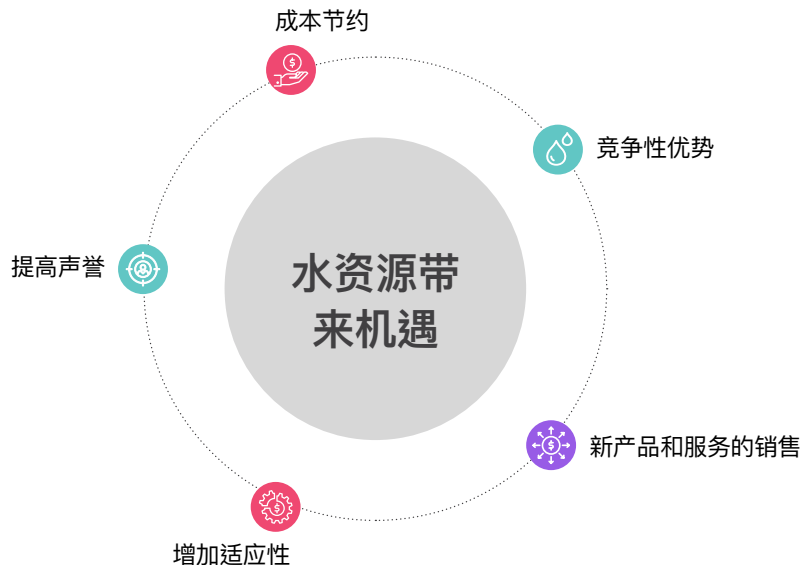 成本节约
竞争性优势
水资源带
来机遇
提高声誉
新产品和服务的销售
增加适应性